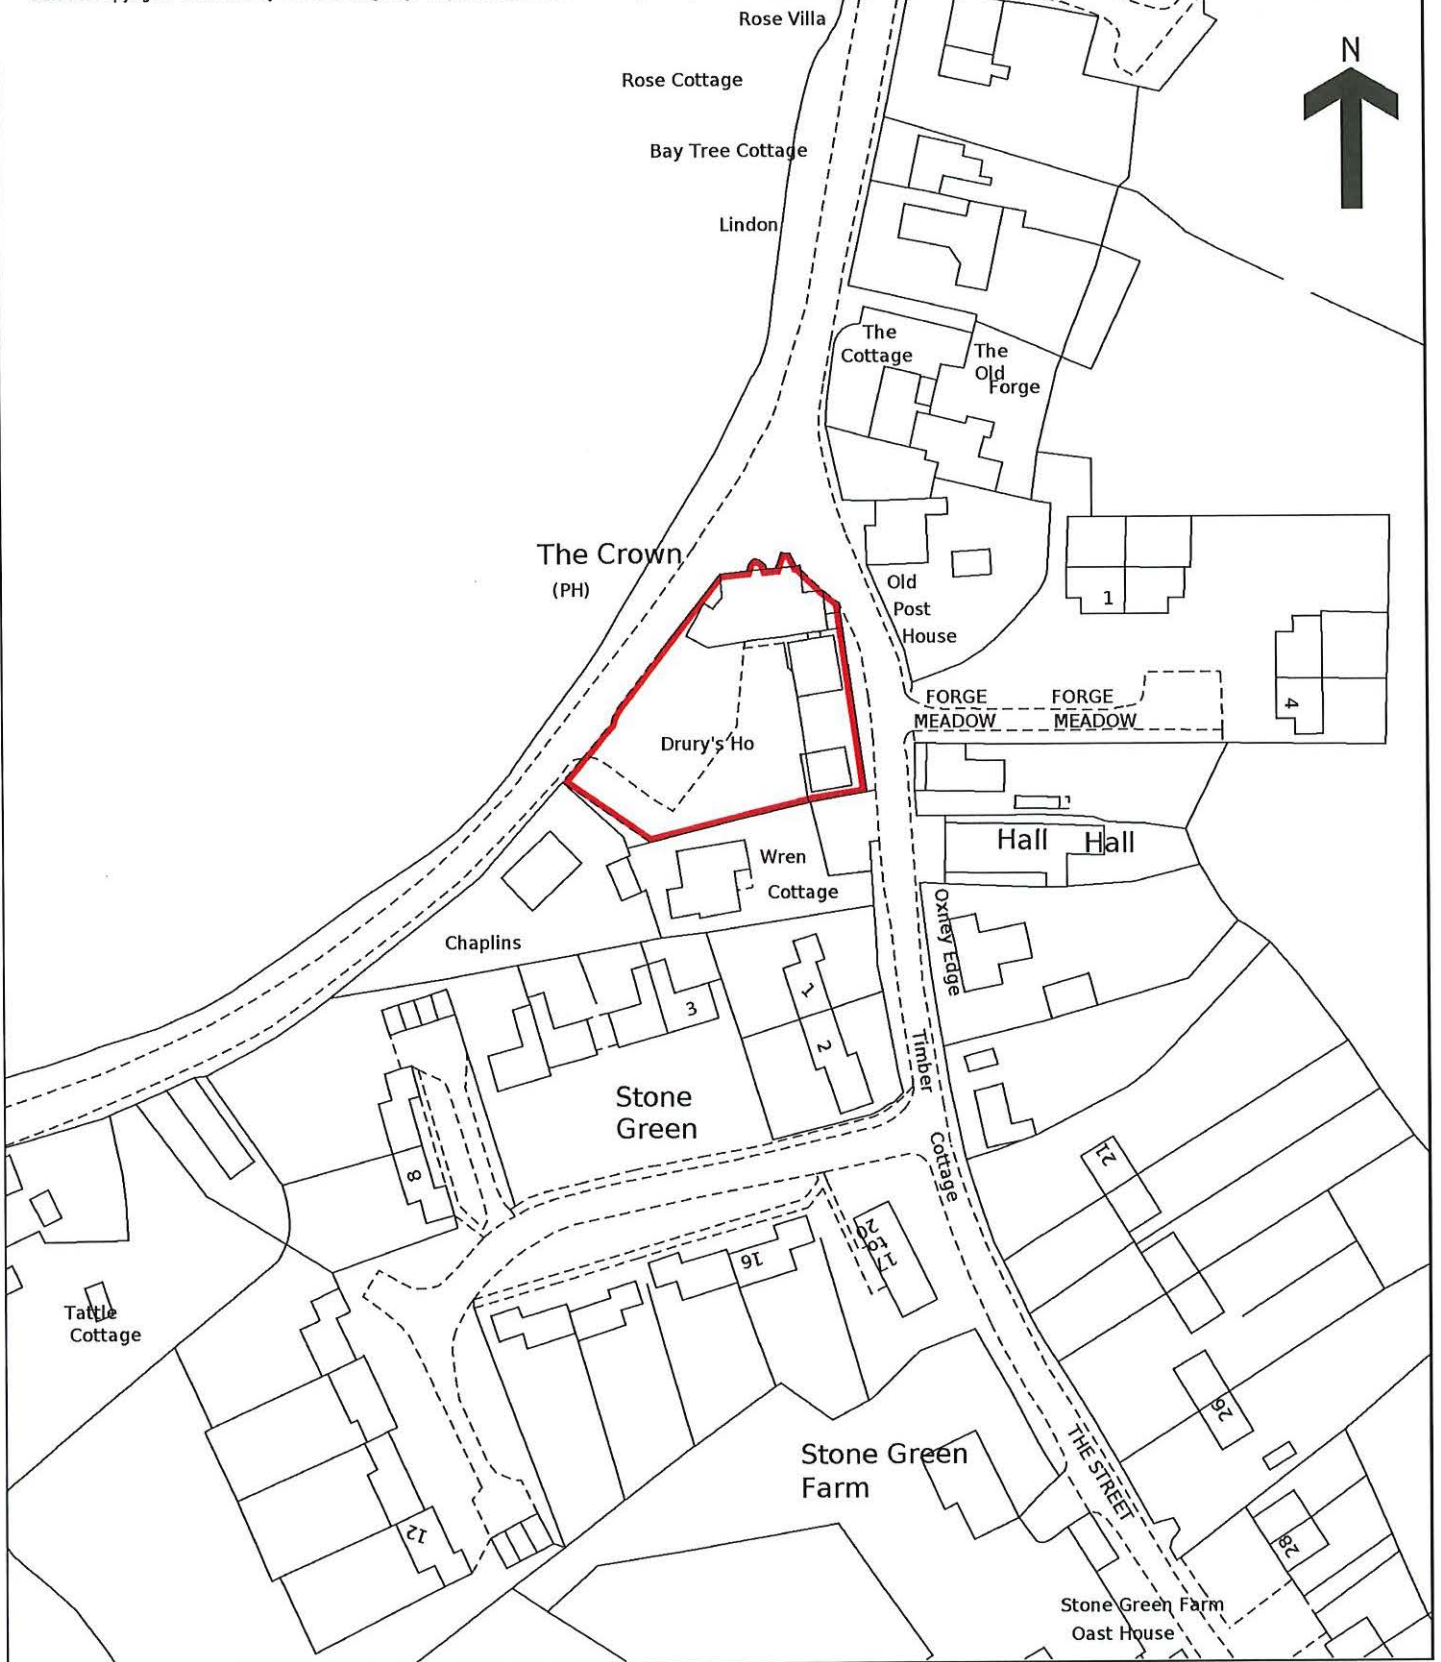 Rose Villa
N
Rose Cottage
Bay Tree Cottage
Lindon
The
Cottage
The
Old
Forge
The Crown
(PH)
Old
Post
House
1
FORGE FORGE
MEADOW MEADOW
4
Drury's Ho
Hall Hall
Wren
Cottage
Oxney Edge
Chaplins
1
3
2
Timber
Cottage
Stone
Green
8
21
20
to
17
16
Tattle
Cottage
26
THE STREET
Stone Green
Farm
12
28
Stone Green Farm
Oast House